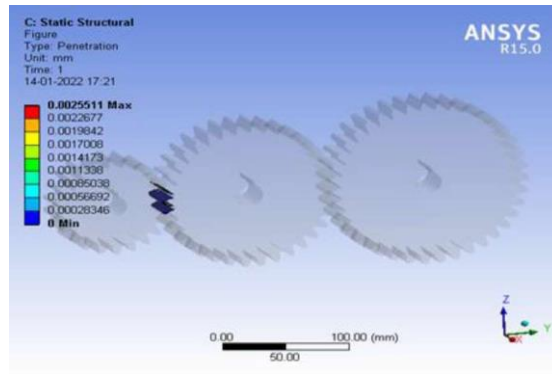 C: Static Structural
Figure
Type: Penetration
Unit: mm
Time: 1
14-01-2022 17:21
0.0025511 Max
0.0022677
0.0019842
0.0017008
0.0014173
0.0011338
0.00085038
0.00056692
0.00028346
0 Min
ANSYS
R15.0
0.00
100.00 (mm)
50.00
Z
Y
X